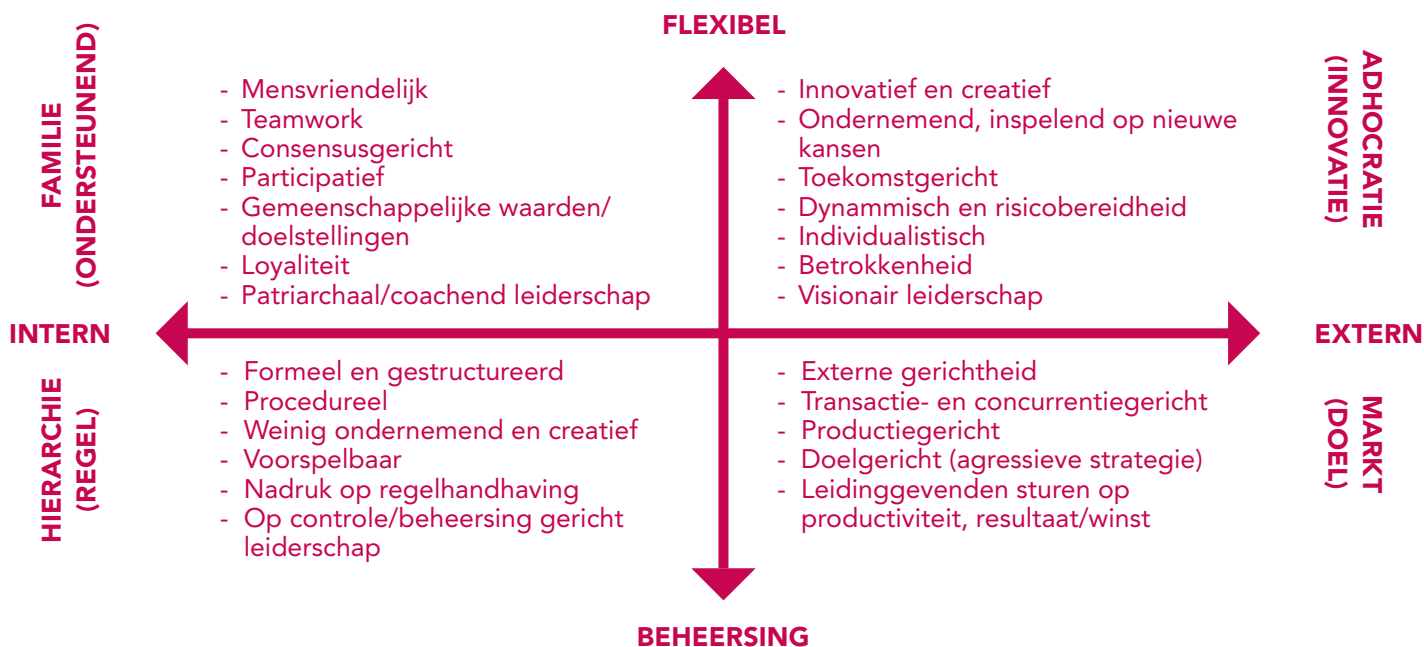 FLEXIBEL
FAMILIE
(ONDERSTEUNEND)
- Mensvriendelijk
- Teamwork
- Consensusgericht
- Participatief
- Gemeenschappelijke waarden/
doelstellingen
- Loyaliteit
- Patriarchaal/coachend leiderschap
- Innovatief en creatief
- Ondernemend, inspelend op nieuwe
kansen
- Toekomstgericht
- Dynammisch en risicobereidheid
- Individualistisch
- Betrokkenheid
- Visionair leiderschap
ADHOCRATIE
(INNOVATIE)
INTERN
EXTERN
HIERARCHIE
(REGEL)
- Formeel en gestructureerd
- Procedureel
- Weinig ondernemend en creatief
- Voorspelbaar
- Nadruk op regelhandhaving
- Op controle/beheersing gericht
leiderschap
- Externe gerichtheid
- Transactie- en concurrentiegericht
- Productiegericht
- Doelgericht (agressieve strategie)
- Leidinggevenden sturen op
productiviteit, resultaat/winst
MARKT
(DOEL)
BEHEERSING